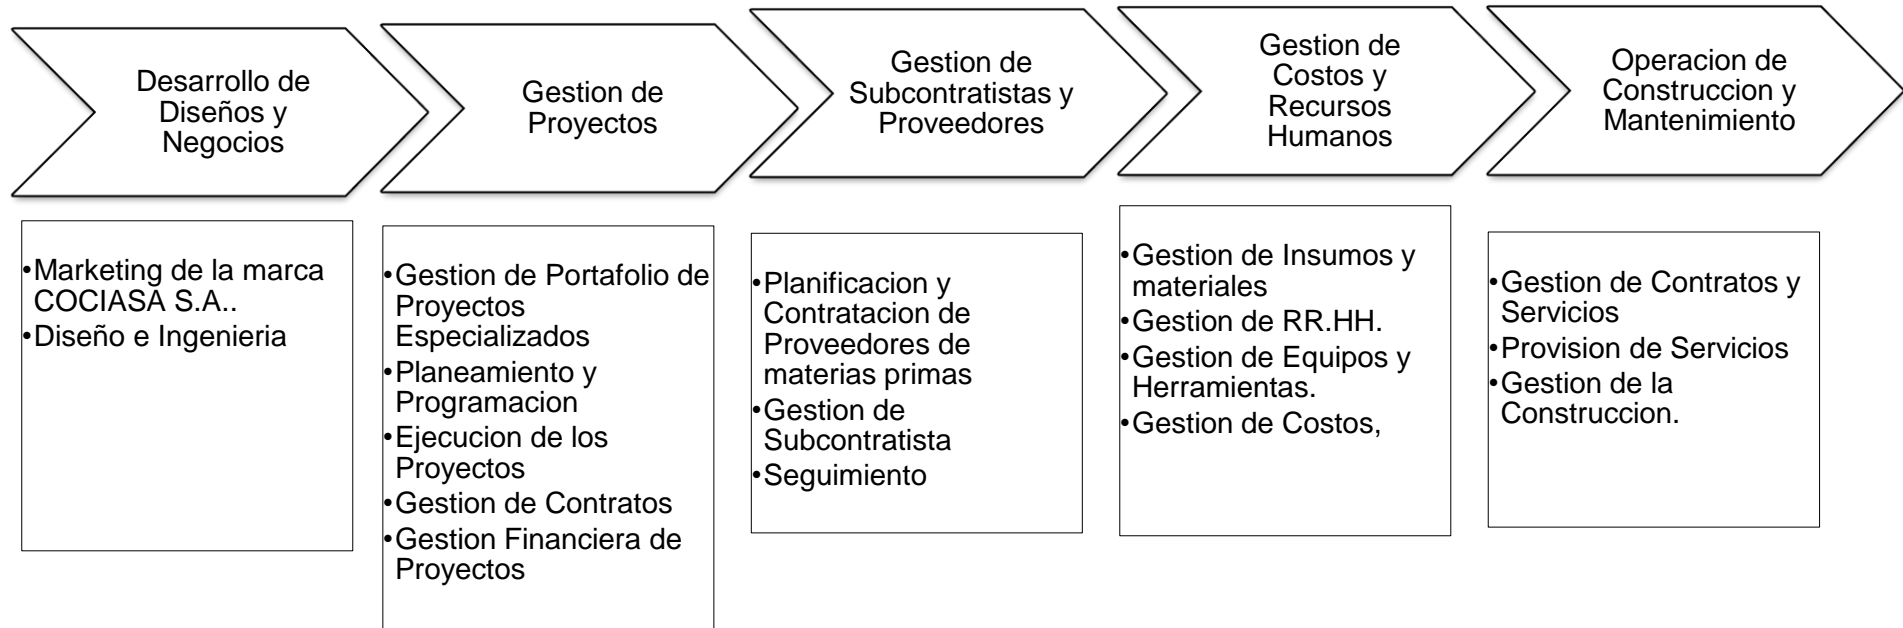 Desarrollo de
Diseños y
Negocios
Gestion de
Proyectos
Gestion de
Subcontratistas y
Proveedores
Gestion de
Costos y
Recursos
Humanos
Operacion de
Construccion y
Mantenimiento
•Marketing de la marca
COCIASA S.A..
•Diseño e Ingenieria
•Gestion de Portafolio de
Proyectos
Especializados
•Planeamiento y
Programacion
•Ejecucion de los
Proyectos
•Gestion de Contratos
•Gestion Financiera de
Proyectos
•Planificacion y
Contratacion de
Proveedores de
materias primas
•Gestion de
Subcontratista
•Seguimiento
•Gestion de Insumos y
materiales
•Gestion de RR.HH.
•Gestion de Equipos y
Herramientas.
•Gestion de Costos,
•Gestion de Contratos y
Servicios
•Provision de Servicios
•Gestion de la
Construccion.